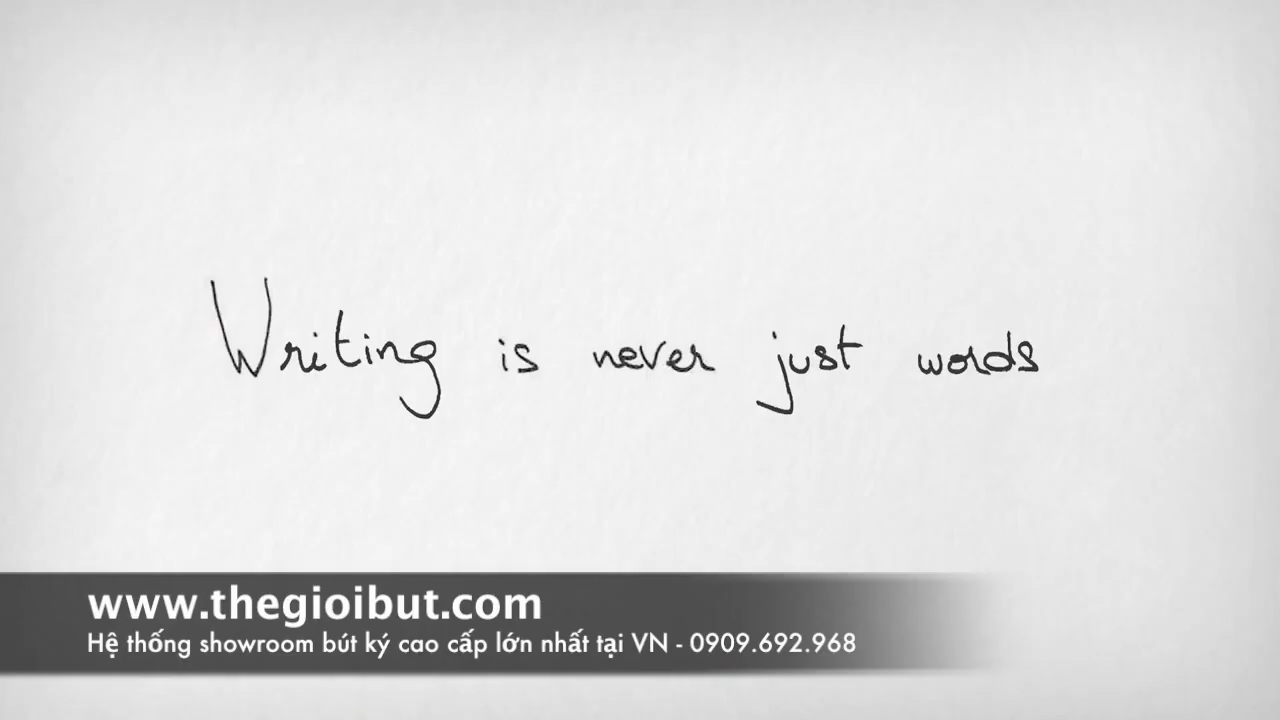 Writing is never just words
www.thegioibut.com
Hệ thống showroom bút ký cao cấp lớn nhất tại VN - 0909.692.968